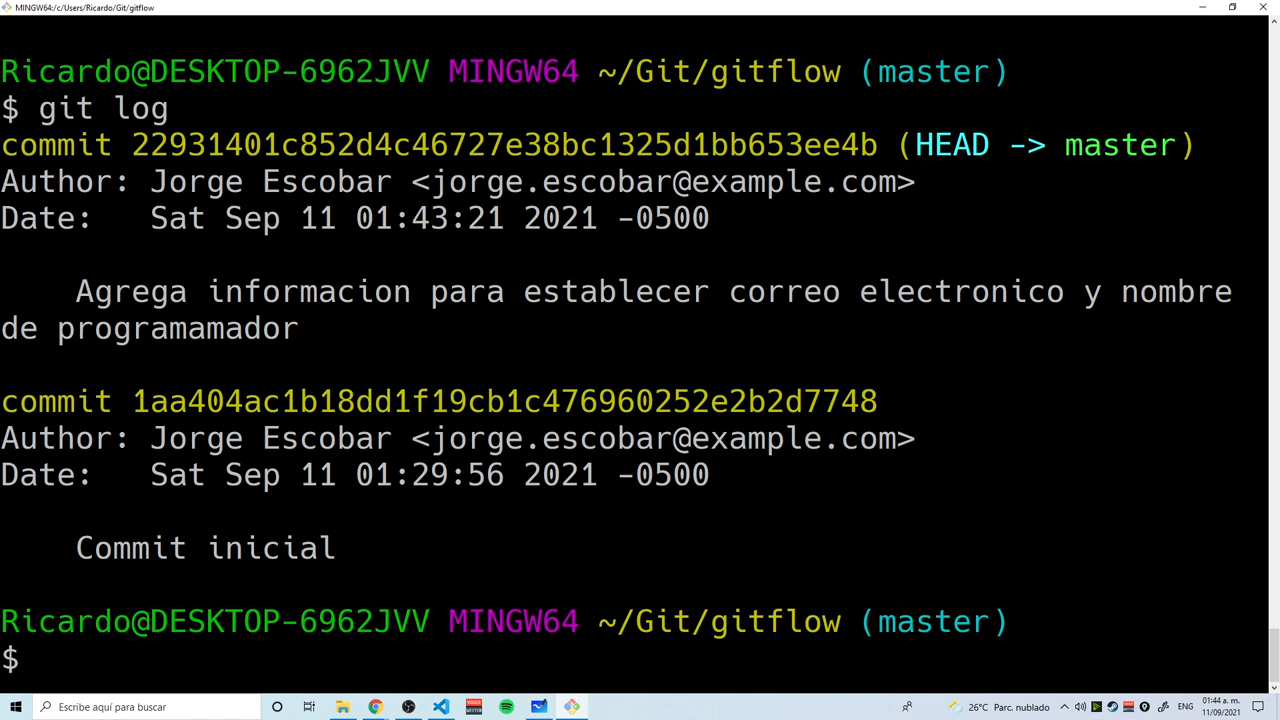 MINGW64:/c/Users/Ricardo/Git/gitflow
Ricardo@DESKTOP-6962JVV MINGW64 ~/Git/gitflow (master)
$ git log
commit 22931401c852d4c46727e38bc1325d1bb653ee4b (HEAD -> master)
Author: Jorge Escobar <jorge.escobar@example.com>
Date:   Sat Sep 11 01:43:21 2021 -0500
Agrega informacion para establecer correo electronico y nombre
de programamador
commit 1aa404ac1b18dd1f19cb1c476960252e2b2d7748
Author: Jorge Escobar <jorge.escobar@example.com>
Date:   Sat Sep 11 01:29:56 2021 -0500
Commit inicial
Ricardo@DESKTOP-6962JVV MINGW64 ~/Git/gitflow (master)
$
Escribe aquí para buscar
26°C Parc. nublado
ENG
01:44 a. m.
11/09/2021